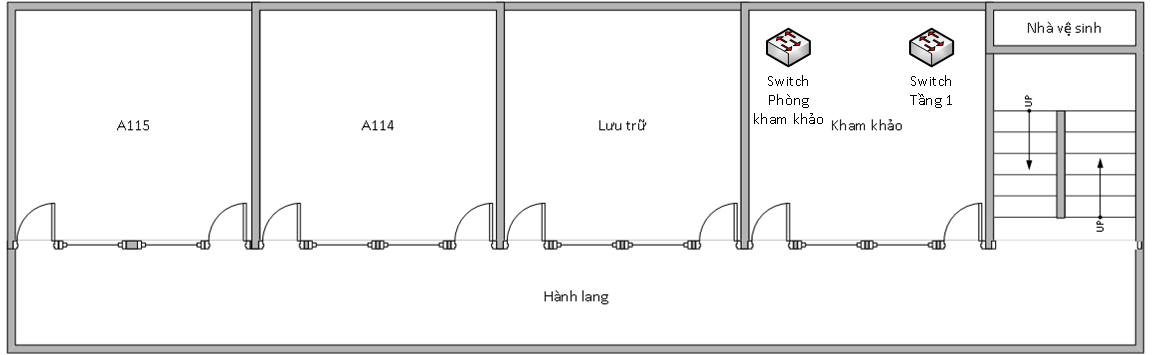 Nhà vệ sinh
Switch
Phòng
kham khảo
Switch
Tầng 1
UP
A115
A114
Lưu trữ
Kham khảo
UP
Hành lang